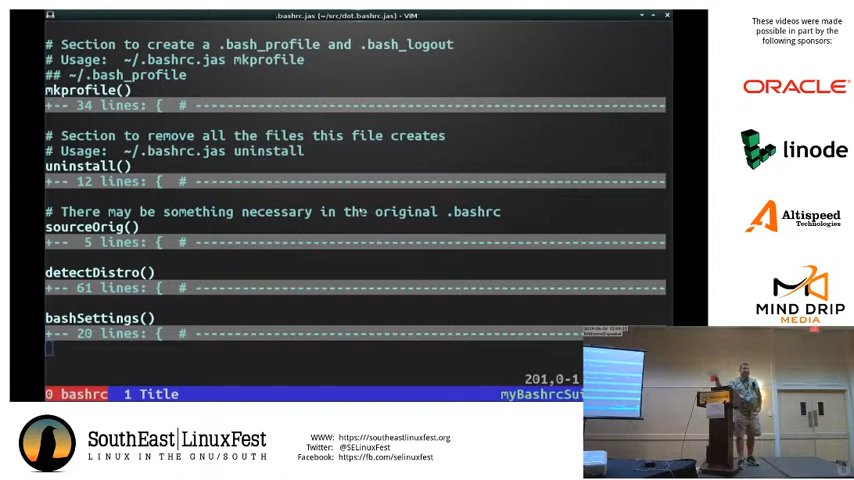 .bashrc.jas (~/src/dot.bashrc.jas) - VIM
# Section to create a .bash_profile and .bash_logout
# Usage:  ~/.bashrc.jas mkprofile
## ~/.bash_profile
mkprofile()
+-- 34 lines: {  # ----------------------------------------------------------------
# Section to remove all the files this file creates
# Usage:  ~/.bashrc.jas uninstall
uninstall()
+-- 12 lines: {  # ----------------------------------------------------------------
# There may be something necessary in the original .bashrc
sourceOrig()
+--  5 lines: {  # ----------------------------------------------------------------
detectDistro()
+-- 61 lines: {  # ----------------------------------------------------------------
bashSettings()
+-- 20 lines: {  # ----------------------------------------------------------------
201,0-1
0 bashrc  1 Title
myBashrcSui
These videos were made
possible in part by the
following sponsors:
ORACLE
linode
Altispeed
Technologies
MIND DRIP
MEDIA
SouthEast|LinuxFest
LINUX IN THE GNU/SOUTH
WWW: https://southeastlinuxfest.org
Twitter: @SELinuxFest
Facebook: https://fb.com/selinuxfest